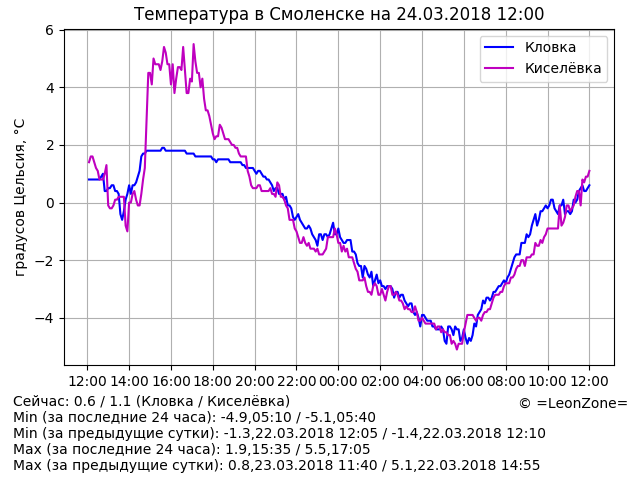 Температура в Смоленске на 24.03.2018 12:00
Кловка
Киселёвка
градусов Цельсия, °C
6
4
2
0
−2
−4
12:00 14:00 16:00 18:00 20:00 22:00 00:00 02:00 04:00 06:00 08:00 10:00 12:00
Сейчас: 0.6 / 1.1 (Кловка / Киселёвка)
© =LeonZone=
Min (за последние 24 часа): -4.9,05:10 / -5.1,05:40
Min (за предыдущие сутки): -1.3,22.03.2018 12:05 / -1.4,22.03.2018 12:10
Max (за последние 24 часа): 1.9,15:35 / 5.5,17:05
Max (за предыдущие сутки): 0.8,23.03.2018 11:40 / 5.1,22.03.2018 14:55